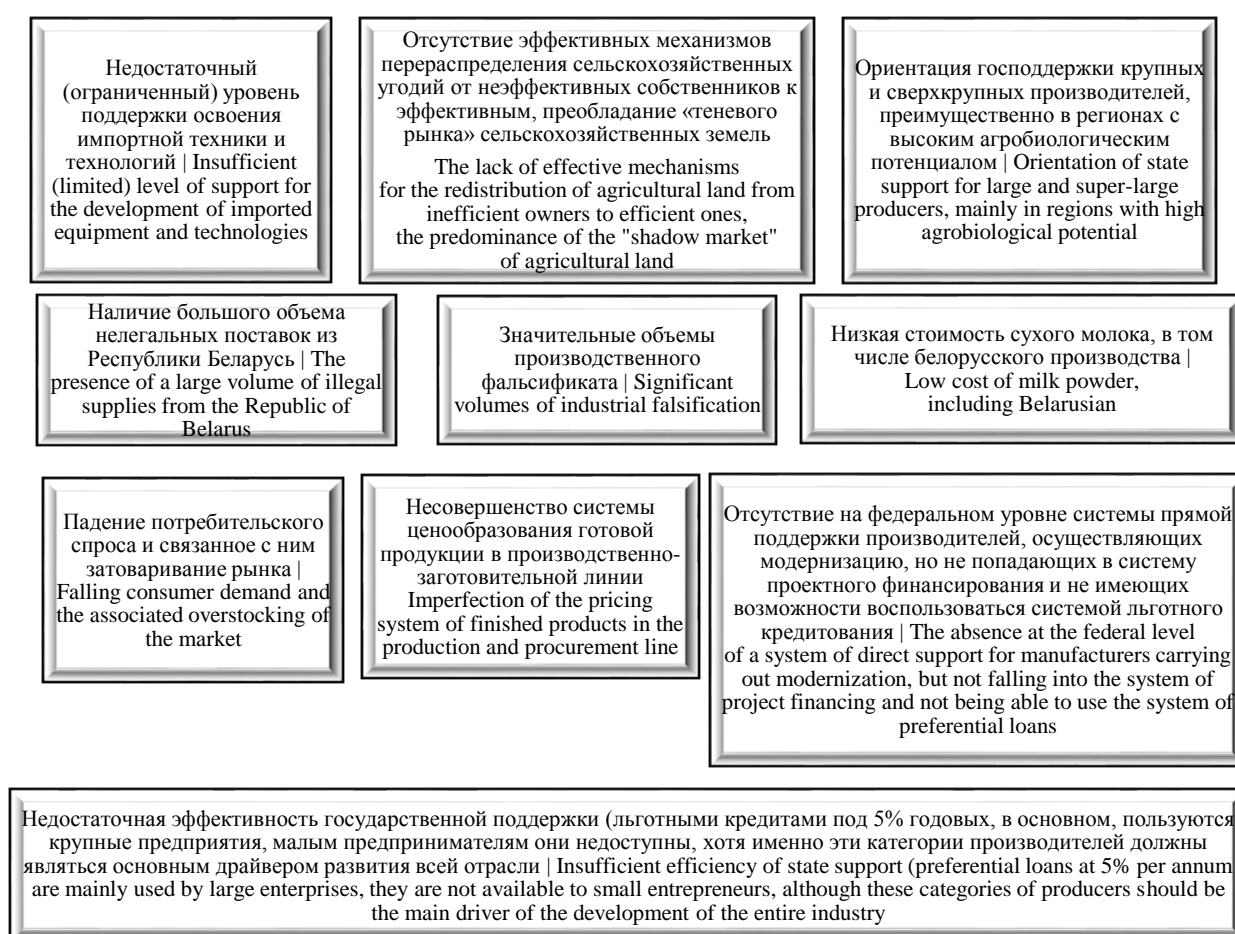 Недостаточный
(ограниченный) уровень
поддержки освоения
импортной техники и
технологий | Insufficient
(limited) level of support for
the development of imported
equipment and technologies
Отсутствие эффективных механизмов
перераспределения сельскохозяйственных
угодий от неэффективных собственников к
эффективным, преобладание «теневого
рынка» сельскохозяйственных земель
The lack of effective mechanisms
for the redistribution of agricultural land from
inefficient owners to efficient ones,
the predominance of the "shadow market"
of agricultural land
Ориентация господдержки крупных
и сверхкрупных производителей,
преимущественно в регионах с
высоким агробиологическим
потенциалом | Orientation of state
support for large and super-large
producers, mainly in regions with high
agrobiological potential
Наличие большого объема
нелегальных поставок из
Республики Беларусь | The
presence of a large volume of illegal
supplies from the Republic of
Belarus
Значительные объемы
производственного
фальсификата | Significant
volumes of industrial falsification
Низкая стоимость сухого молока, в том
числе белорусского производства |
Low cost of milk powder,
including Belarusian
Падение потребительского
спроса и связанное с ним
затоваривание рынка |
Falling consumer demand and
the associated overstocking of
the market
Несовершенство системы
ценообразования готовой
продукции в производственно-
заготовительной линии
Imperfection of the pricing
system of finished products in the
production and procurement line
Отсутствие на федеральном уровне системы прямой
поддержки производителей, осуществляющих
модернизацию, но не попадающих в систему
проектного финансирования и не имеющих
возможности воспользоваться системой льготного
кредитования | The absence at the federal level
of a system of direct support for manufacturers carrying
out modernization, but not falling into the system of
project financing and not being able to use the system of
preferential loans
Недостаточная эффективность государственной поддержки (льготными кредитами под 5% годовых, в основном, пользуются
крупные предприятия, малым предпринимателям они недоступны, хотя именно эти категории производителей должны
являться основным драйвером развития всей отрасли | Insufficient efficiency of state support (preferential loans at 5% per annum
are mainly used by large enterprises, they are not available to small entrepreneurs, although these categories of producers should be
the main driver of the development of the entire industry